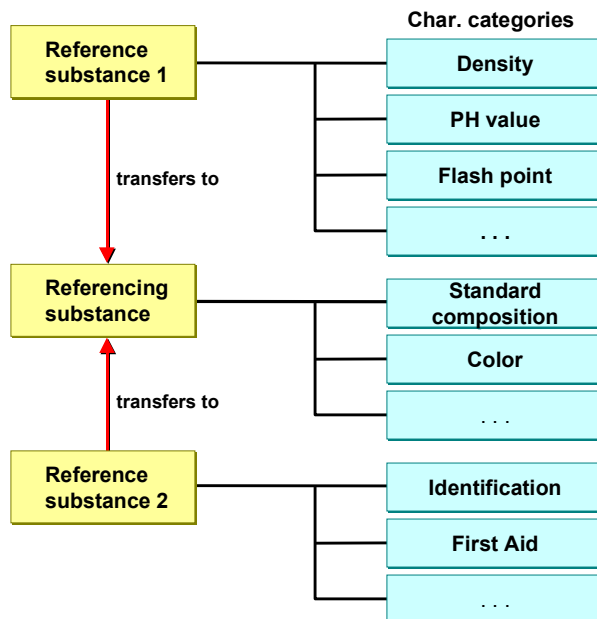 Char. categories
Reference
substance 1
Density
PH value
transfers to
Flash point
. . .
Referencing
substance
Standard
composition
Color
transfers to
. . .
Reference
substance 2
Identification
First Aid
. . .